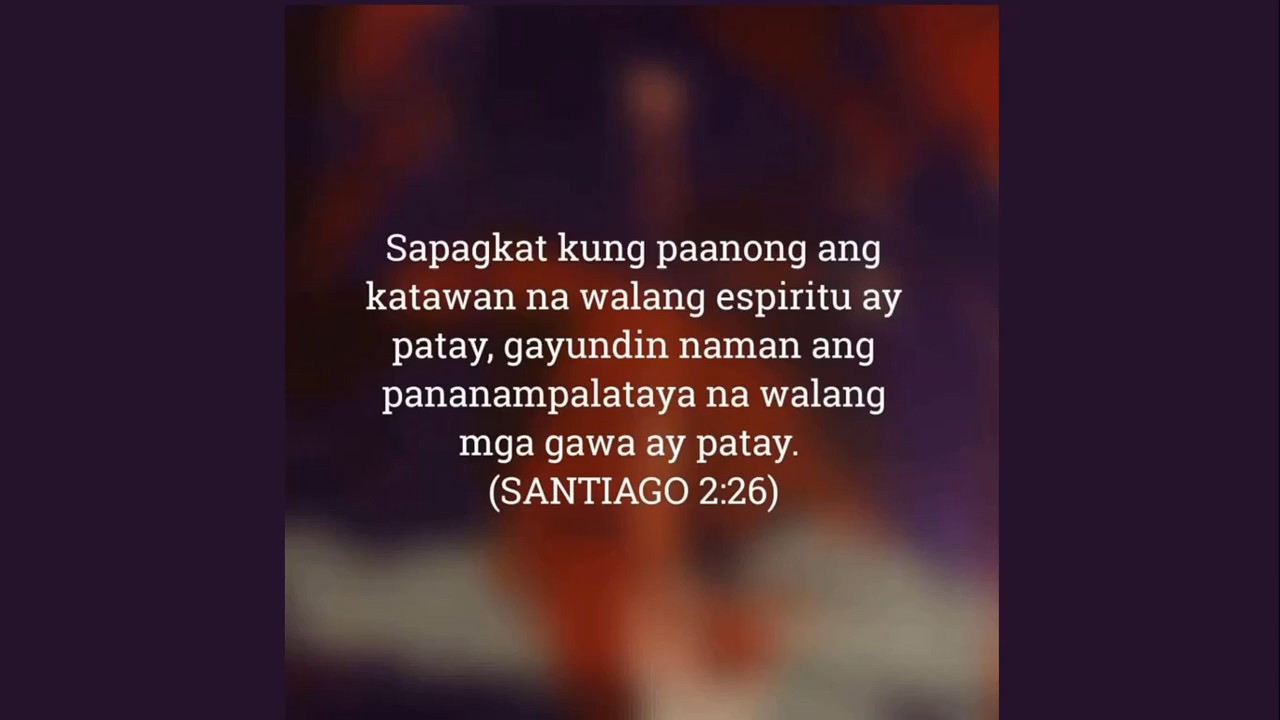 Sapagkat kung paanong ang
katawan na walang espiritu ay
patay, gayundin naman ang
pananampalataya na walang
mga gawa ay patay.
(SANTIAGO 2:26)